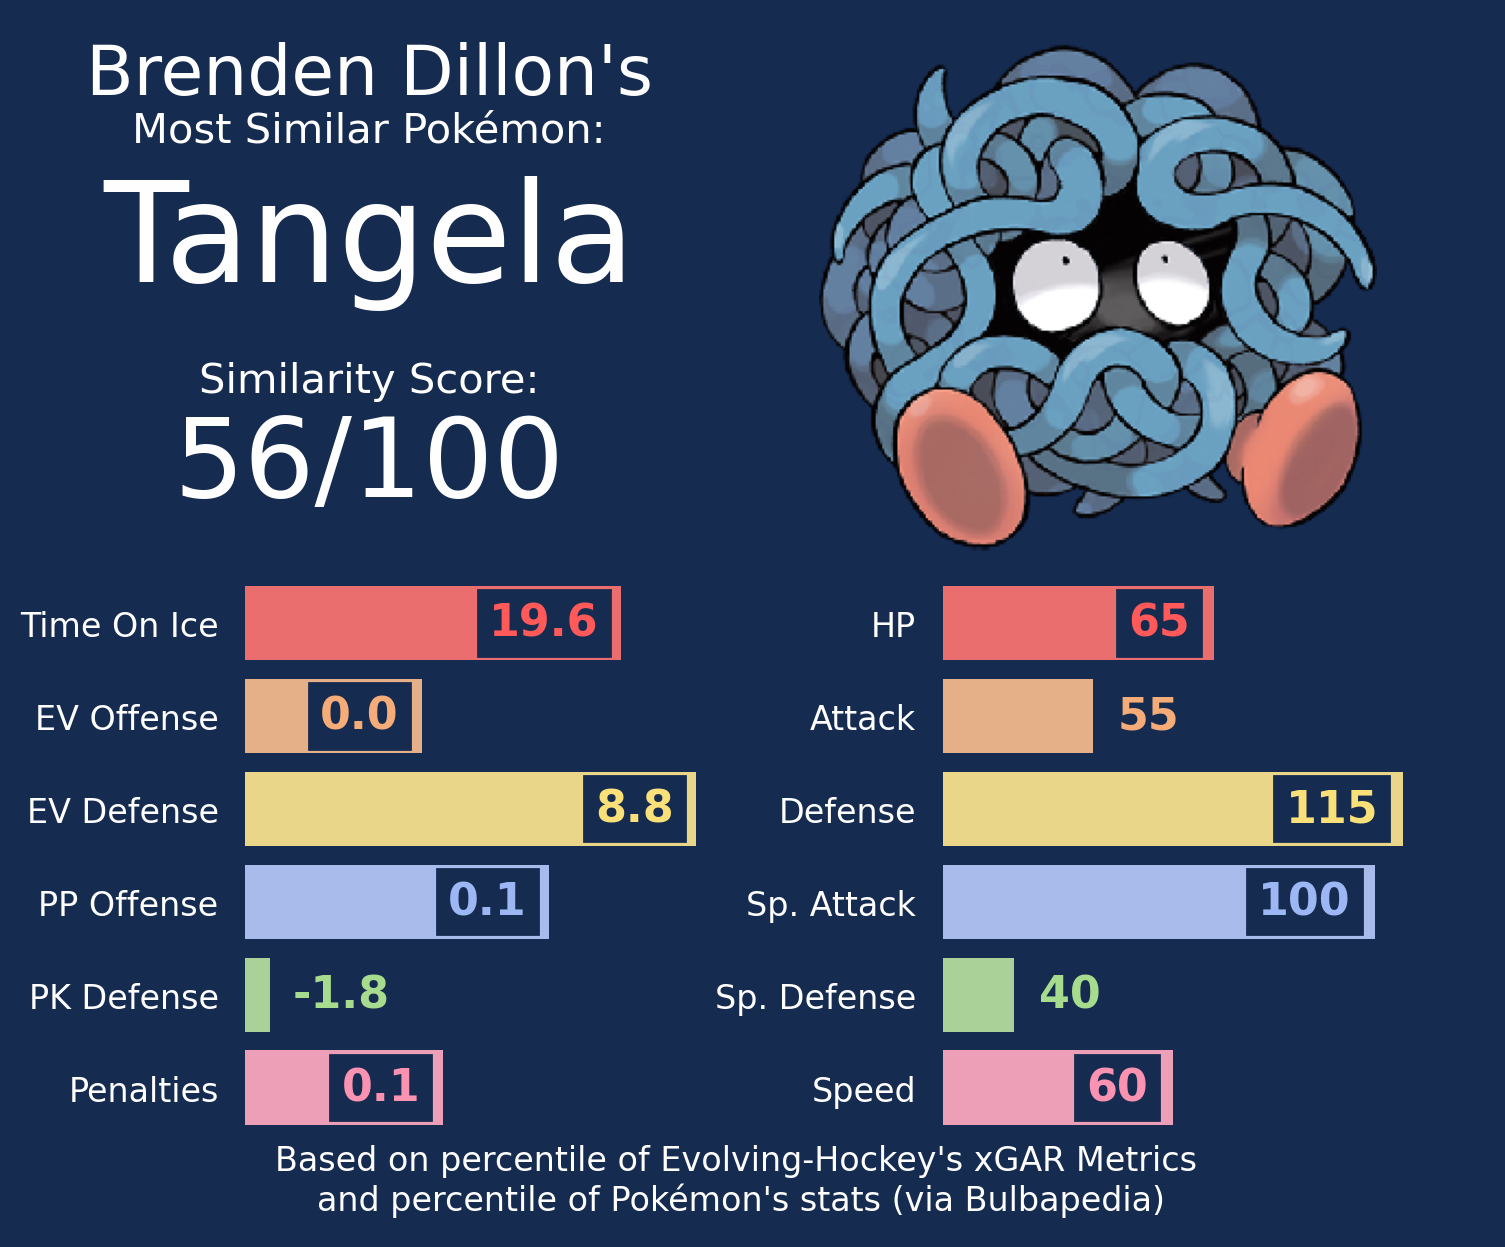 Brenden Dillon's
Most Similar Pokémon:
Tangela
Similarity Score:
56/100
Time On Ice 19.6
EV Offense 0.0
EV Defense 8.8
PP Offense 0.1
PK Defense -1.8
Penalties 0.1
HP 65
Attack 55
Defense 115
Sp. Attack 100
Sp. Defense 40
Speed 60
Based on percentile of Evolving-Hockey's xGAR Metrics
and percentile of Pokémon's stats (via Bulbapedia)